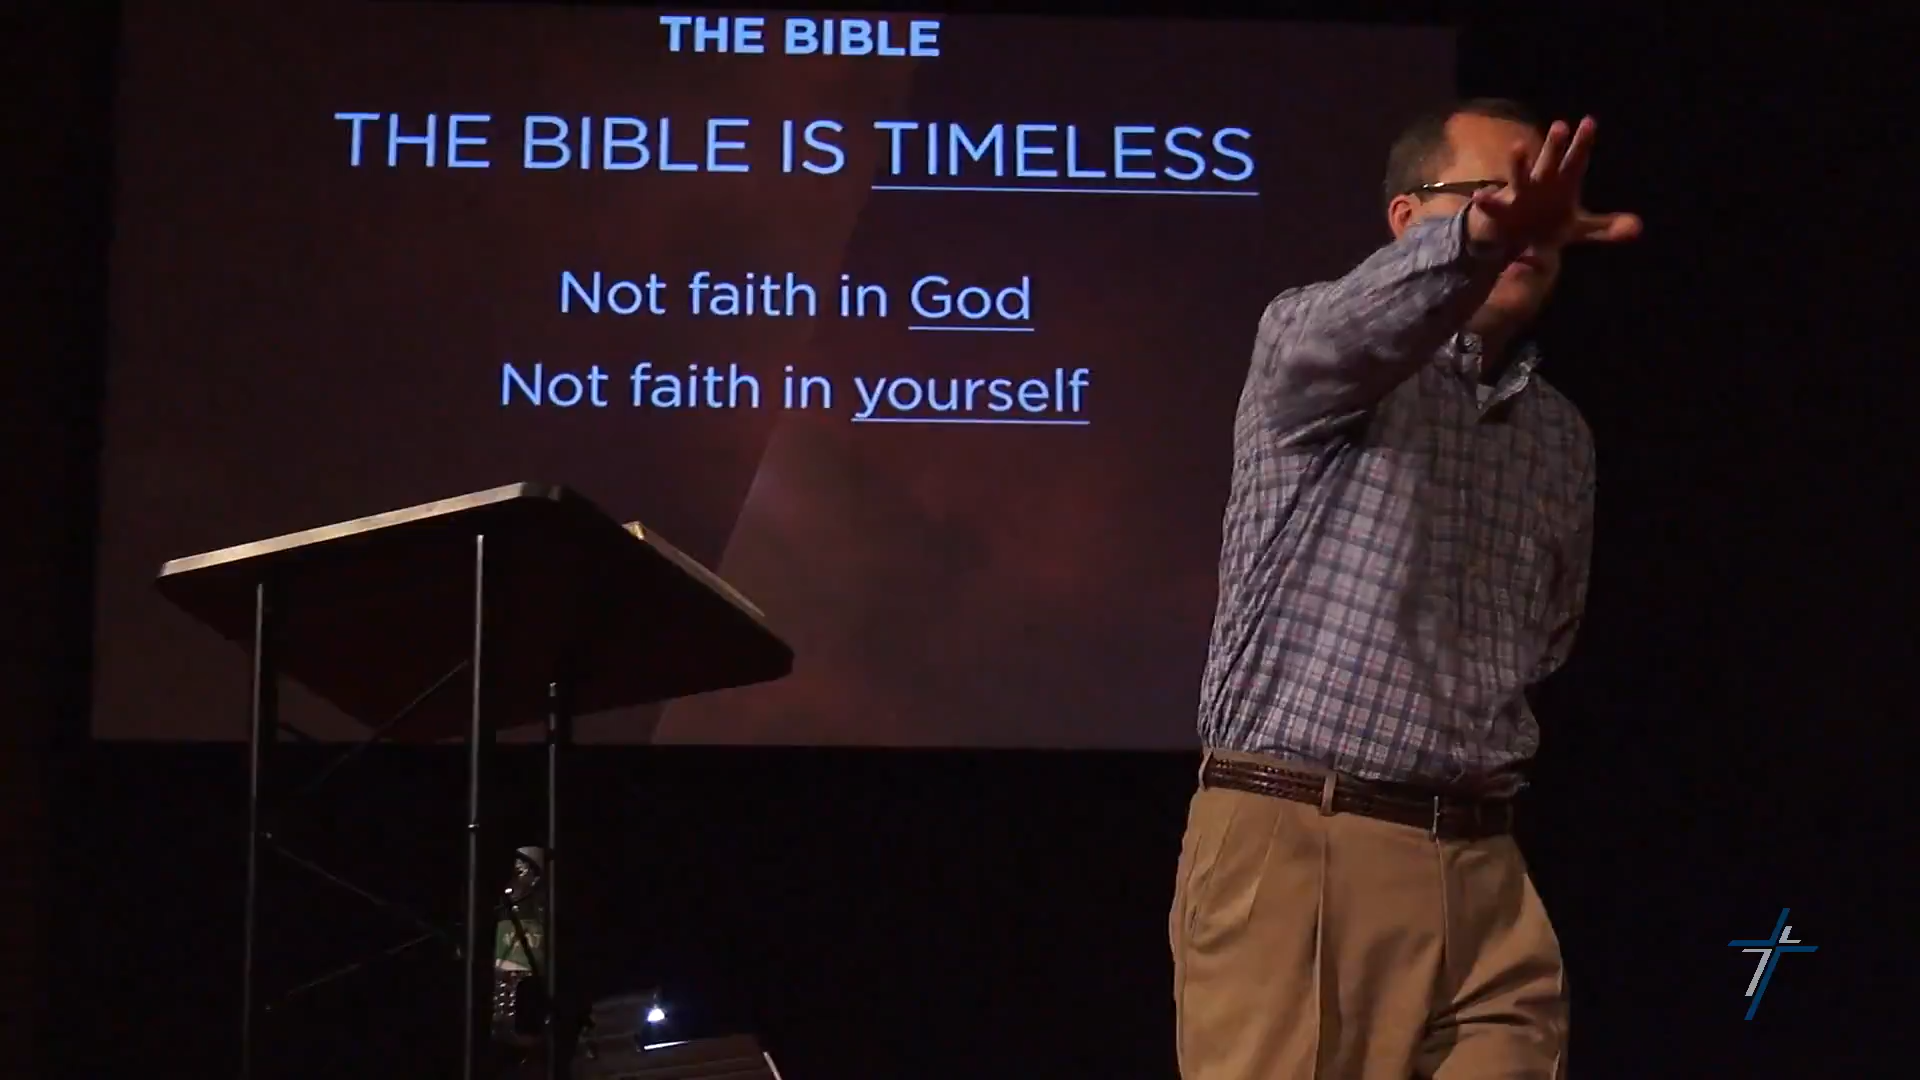 THE BIBLE
THE BIBLE IS TIMELESS
Not faith in God
Not faith in yourself